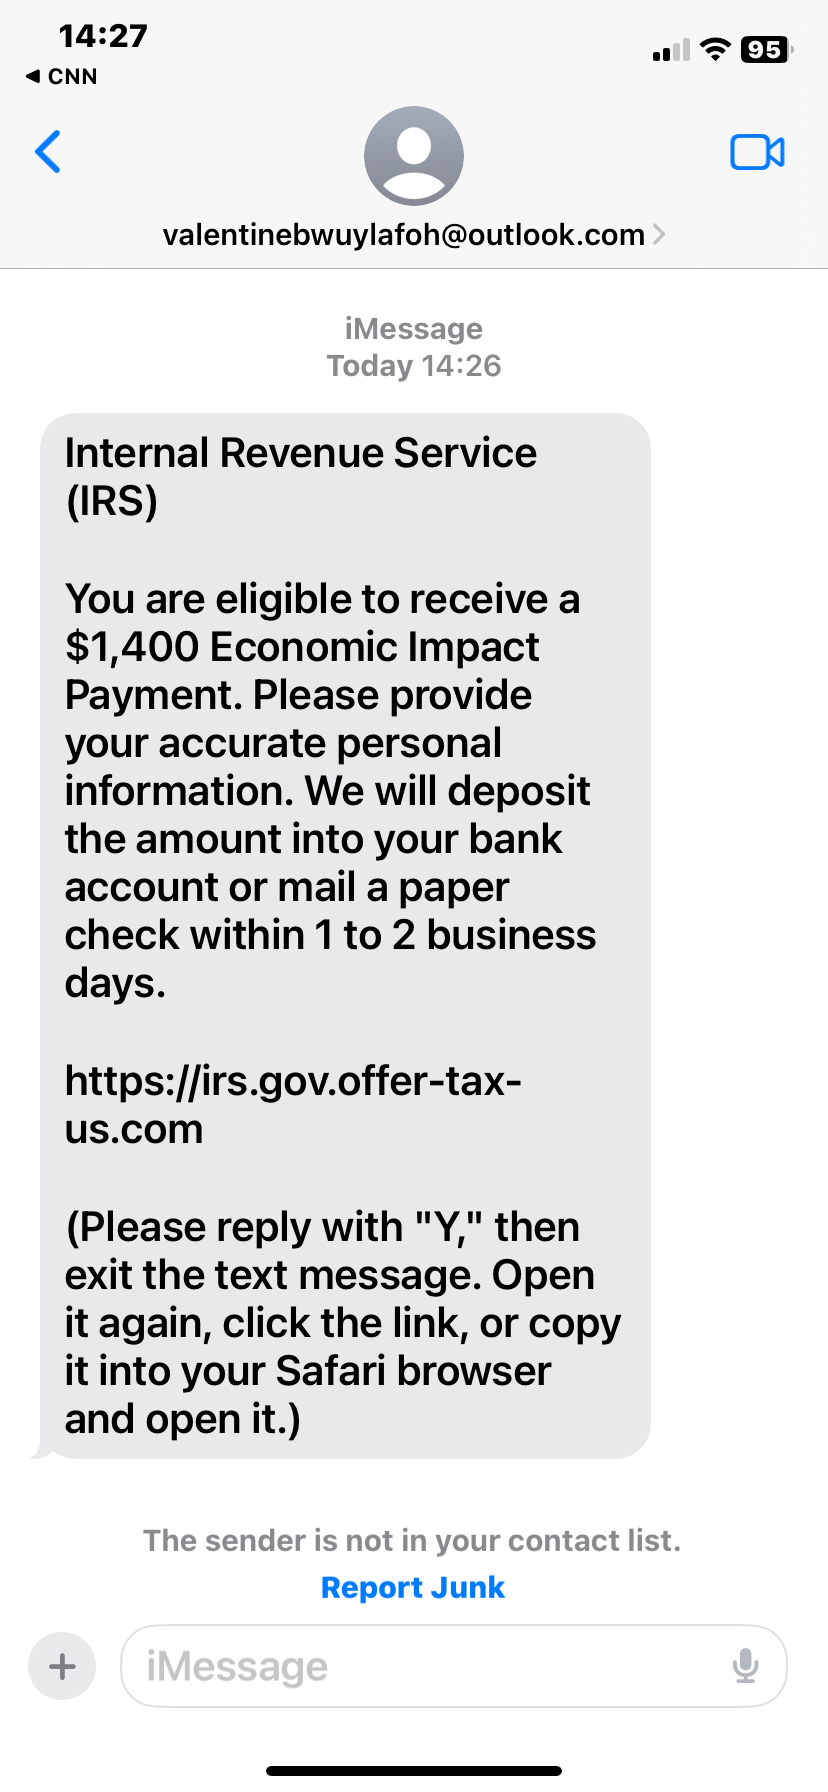 14:27
95
◀ CNN
valentinebwuylafoh@outlook.com
iMessage
Today 14:26
Internal Revenue Service
(IRS)
You are eligible to receive a
$1,400 Economic Impact
Payment. Please provide
your accurate personal
information. We will deposit
the amount into your bank
account or mail a paper
check within 1 to 2 business
days.
https://irs.gov.offer-tax-
us.com
(Please reply with "Y," then
exit the text message. Open
it again, click the link, or copy
it into your Safari browser
and open it.)
The sender is not in your contact list.
Report Junk
iMessage